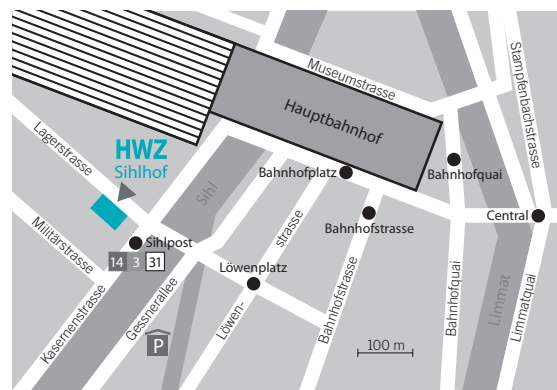 Museumstrasse
Stampfenbachstrasse
Hauptbahnhof
Lagerstrasse
HWZ
Sihlhof
Bahnhofplatz
Bahnhofquai
Sihl
Militärstrasse
Central
Bahnhofstrasse
Sihlpost
14 3 31
Löwenplatz
Löwen-
strasse
Bahnhofstrasse
Bahnhofquai
Limmat
Limmatquai
Kasernenstrasse
Gessnerallee
P
100 m